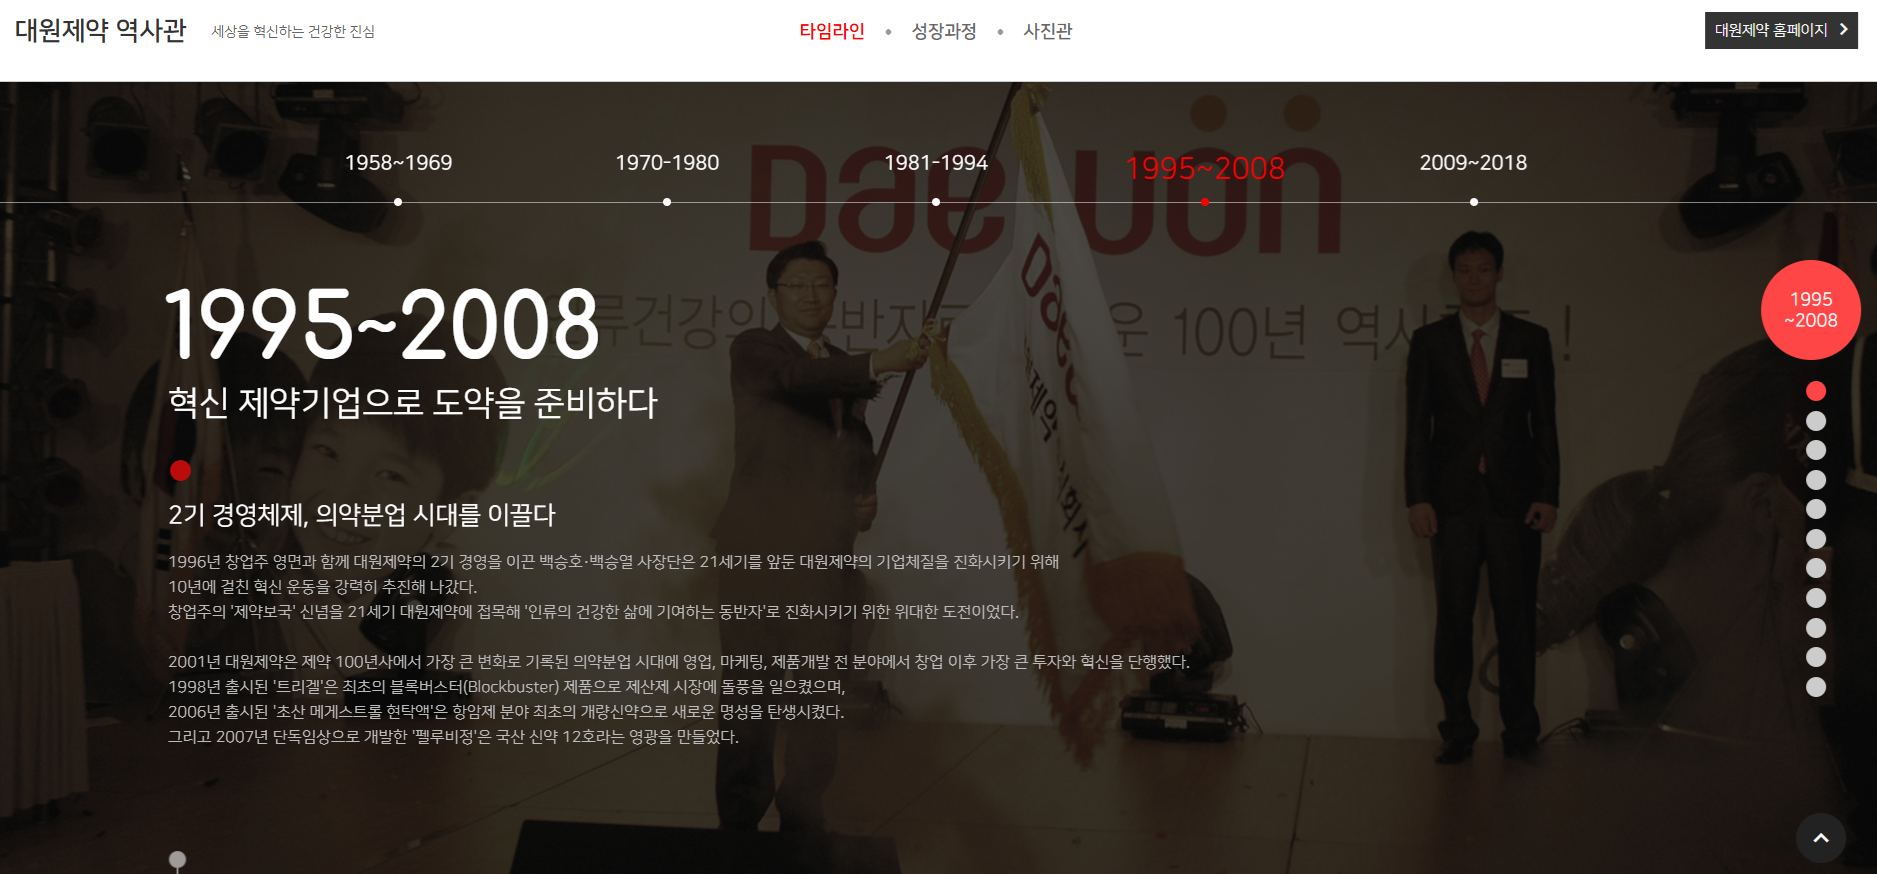 대원제약 역사관
세상을 혁신하는 건강한 진심
타임라인 • 성장과정 • 사진관
대원제약 홈페이지
1958~1969
1970-1980
1981-1994
1995~2008
2009~2018
Daewon
100년
1995~2008
혁신 제약기업으로 도약을 준비하다
2기 경영체제, 의약분업 시대를 이끌다
1996년 창업주 영면과 함께 대원제약의 2기 경영을 이끈 백승호·백승열 사장단은 21세기를 앞둔 대원제약의 기업체질을 진화시키기 위해
10년에 걸친 혁신 운동을 강력히 추진해 나갔다.
창업주의 '제약보국' 신념을 21세기 대원제약에 접목해 '인류의 건강한 삶에 기여하는 동반자'로 진화시키기 위한 위대한 도전이었다.
2001년 대원제약은 제약 100년사에서 가장 큰 변화로 기록된 의약분업 시대에 영업, 마케팅, 제품개발 전 분야에서 창업 이후 가장 큰 투자와 혁신을 단행했다.
1998년 출시된 '트리겔'은 최초의 블록버스터(Blockbuster) 제품으로 제산제 시장에 돌풍을 일으켰으며,
2006년 출시된 '초산 메게스트롤 현탁액'은 항암제 분야 최초의 개량신약으로 새로운 명성을 탄생시켰다.
그리고 2007년 단독임상으로 개발한 '펠루비정'은 국산 신약 12호라는 영광을 만들었다.
1995
~2008